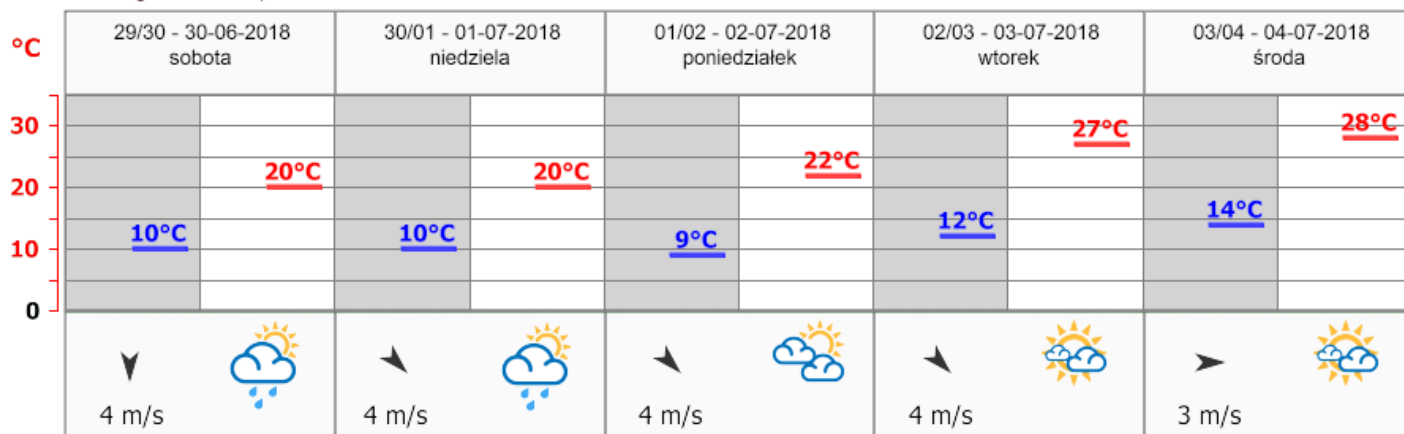 °C
29/30 - 30-06-2018
sobota
30/01 - 01-07-2018
niedziela
01/02 - 02-07-2018
poniedziałek
02/03 - 03-07-2018
wtorek
03/04 - 04-07-2018
środa
30
20
10
0
10°C
20°C
10°C
20°C
9°C
22°C
12°C
27°C
14°C
28°C
4 m/s
4 m/s
4 m/s
4 m/s
3 m/s